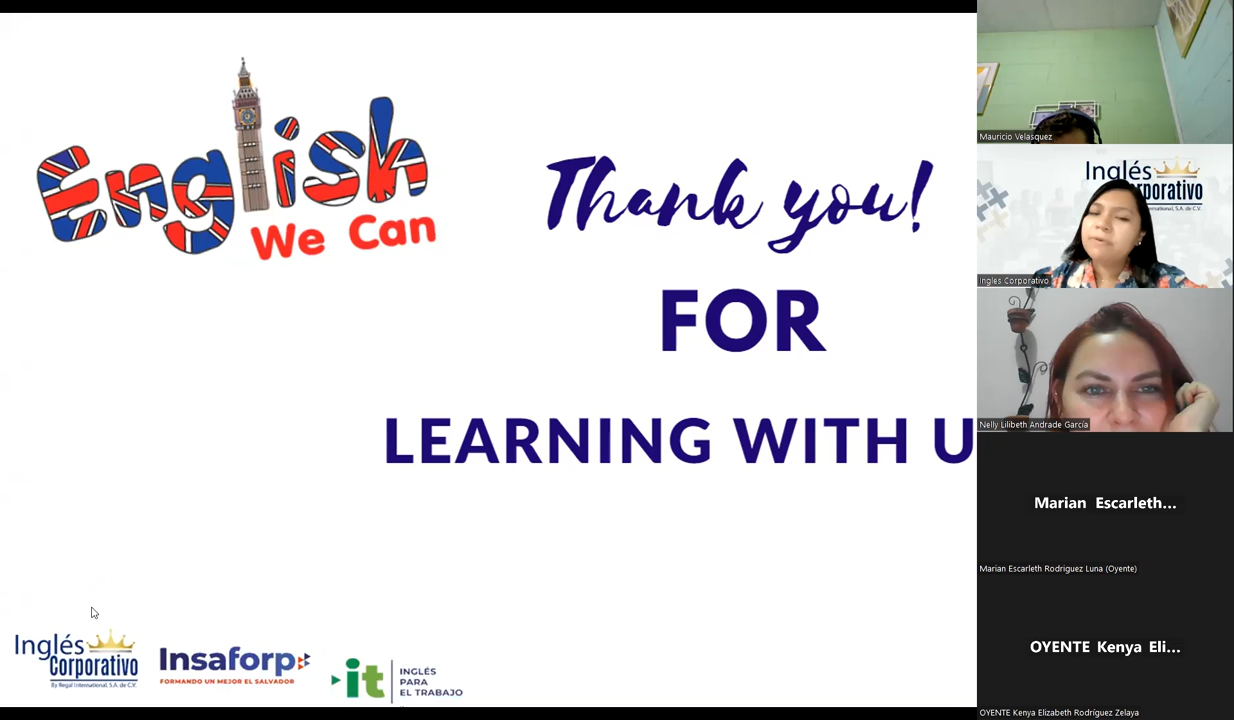 English
We Can
Thank you!
FOR
LEARNING WITH U
Inglés
Corporativo
By Regal International, S.A. de C.V.
Insaforp
FORMANDO UN MEJOR EL SALVADOR
it
INGLÉS
PARA
EL TRABAJO
Mauricio Velasquez
Inglés
Corporativo
International, S.A. de C.V.
Ingles Corporativo
Nelly Lilibeth Andrade García
Marian Escarleth...
Marian Escarleth Rodriguez Luna (Oyente)
OYENTE Kenya Eli...
OYENTE Kenya Elizabeth Rodríguez Zelaya